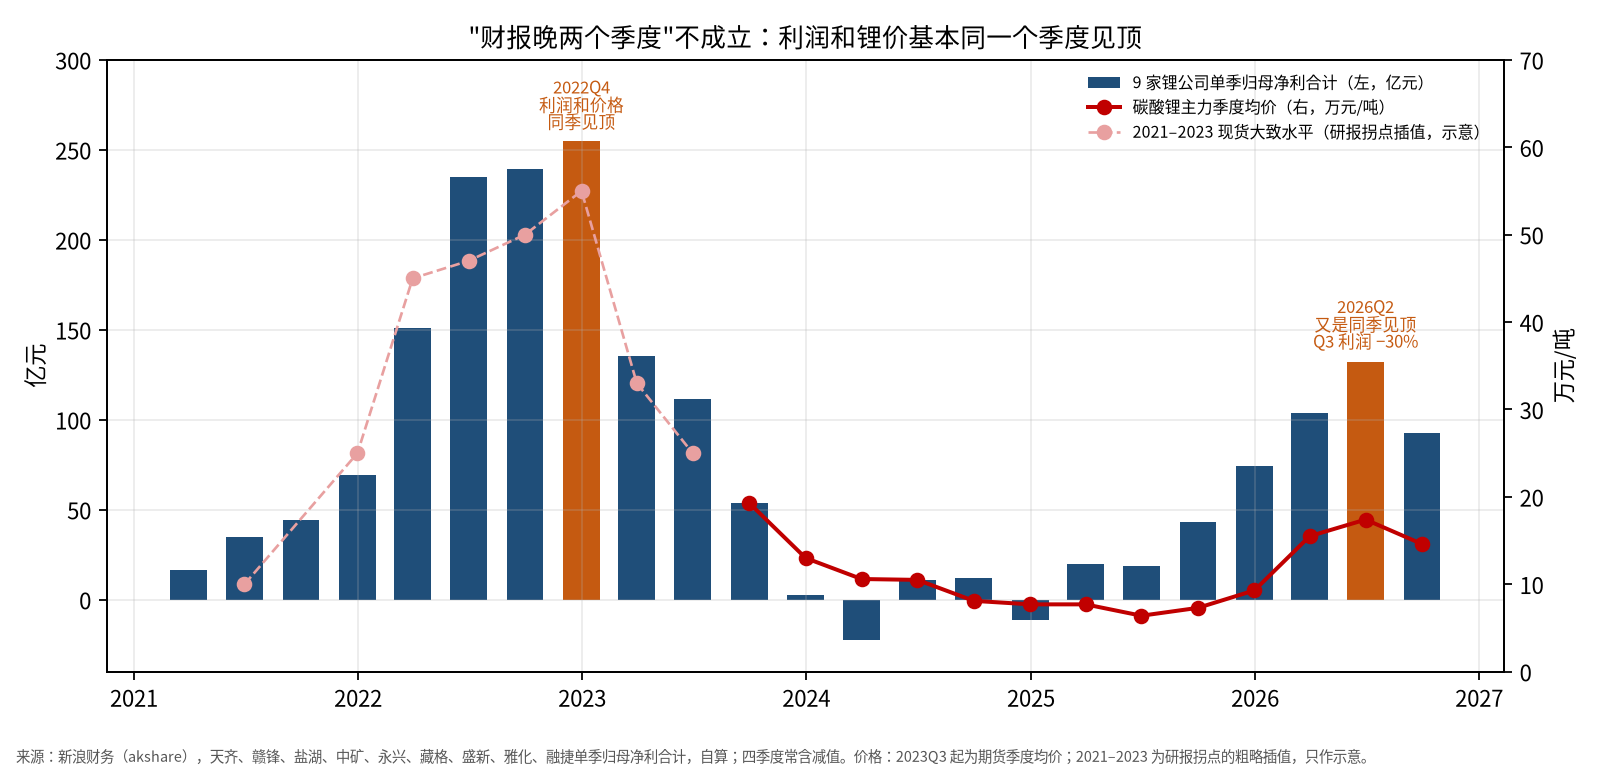 "财报晚两个季度"不成立：利润和锂价基本同一个季度见顶
300
250
200
150
100
50
0
亿元
70
60
50
40
30
20
10
0
万元/吨
9 家锂公司单季归母净利合计（左，亿元）
碳酸锂主力季度均价（右，万元/吨）
2021–2023 现货大致水平（研报拐点插值，示意）
2022Q4
利润和价格
同季见顶
2026Q2
又是同季见顶
Q3 利润 −30%
2021
2022
2023
2024
2025
2026
2027
来源：新浪财务（akshare），天齐、赣锋、盐湖、中矿、永兴、藏格、盛新、雅化、融捷单季归母净利合计，自算；四季度常含减值。价格：2023Q3 起为期货季度均价；2021–2023 为研报拐点的粗略插值，只作示意。